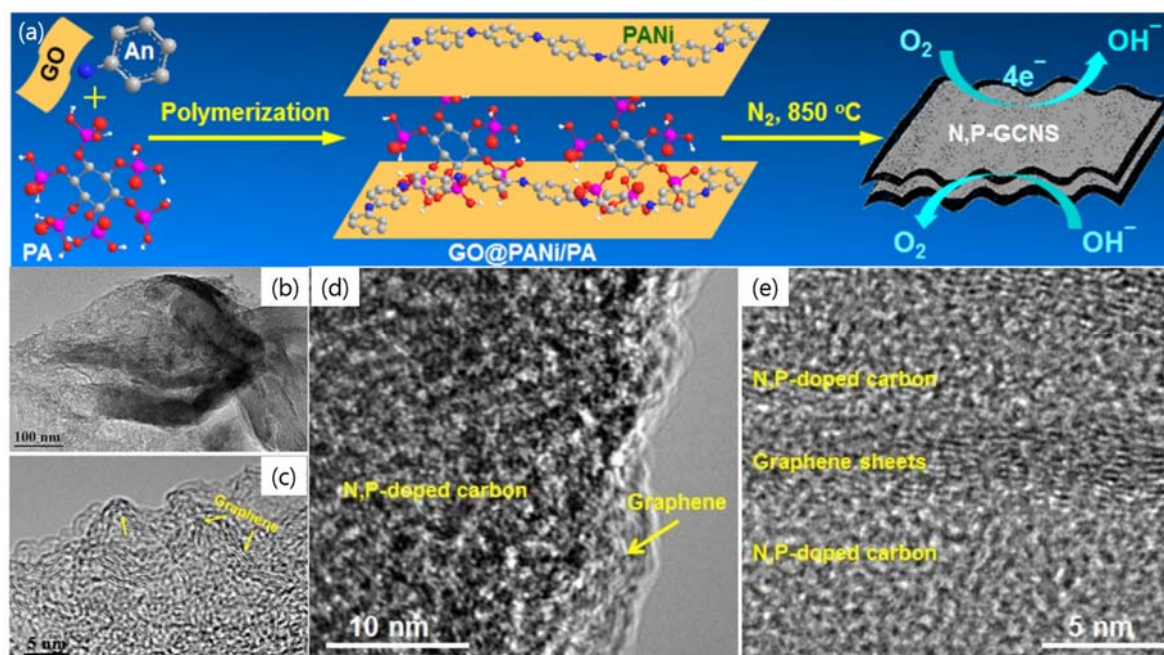 (a)
GO
An
+
PA
Polymerization
PANi
GO@PANi/PA
N₂, 850 °C
O₂
4e⁻
OH⁻
N,P-GCNS
O₂
OH⁻
(b)
100 nm
(c)
Graphene
5 nm
(d)
N,P-doped carbon
Graphene
10 nm
(e)
N,P-doped carbon
Graphene sheets
N,P-doped carbon
5 nm